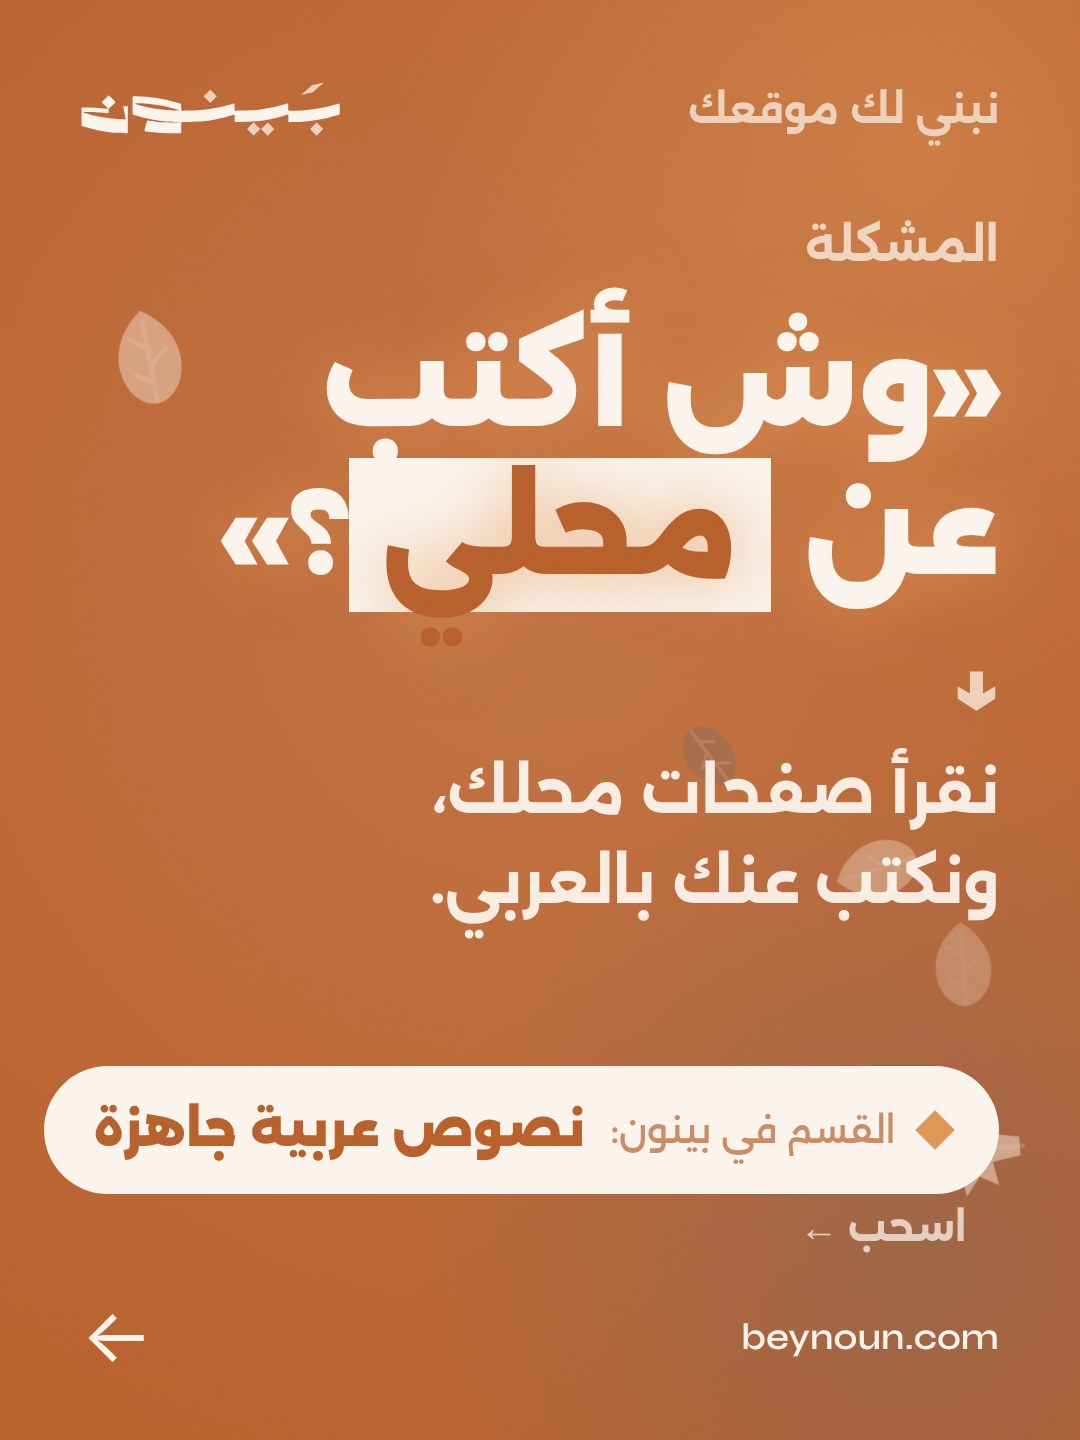 نبني لك موقعك
بَينون
المشكلة
«وش أكتب
عن محلي؟»
↓
نقرأ صفحات محلك،
ونكتب عنك بالعربي.
القسم في بينون: نصوص عربية جاهزة
اسحب ←
beynoun.com
←